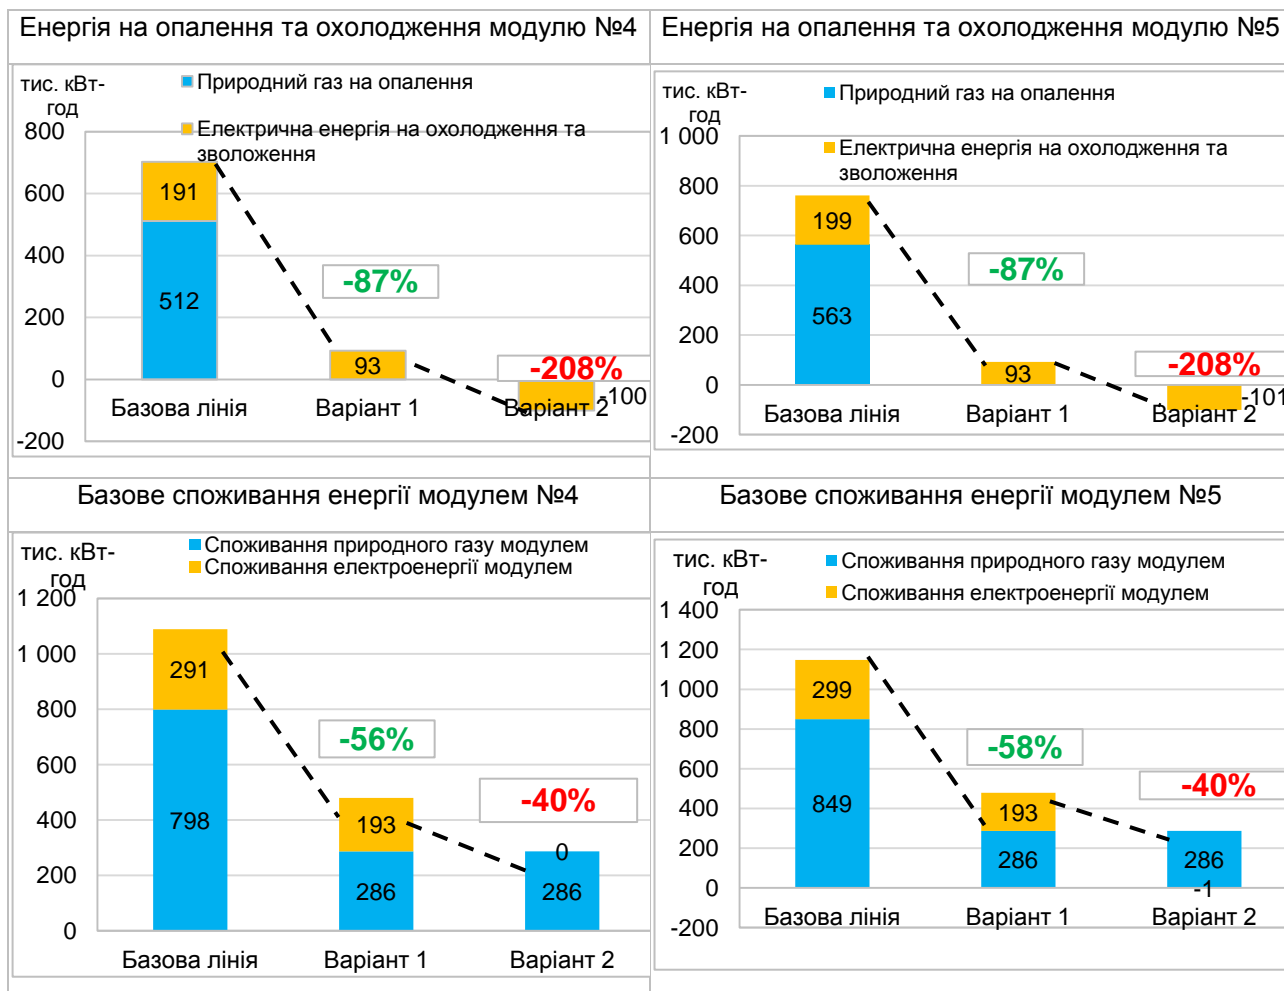 Енергія на опалення та охолодження модулю №4
тис. кВт-
год
Природний газ на опалення
Електрична енергія на охолодження та
зволоження
800
600
400
200
0
-200
191
512
-87%
93
-208%
-100
Базова лінія
Варіант 1
Варіант 2
Енергія на опалення та охолодження модулю №5
тис. кВт-
год
Природний газ на опалення
Електрична енергія на охолодження та
зволоження
1 000
800
600
400
200
0
-200
199
563
-87%
93
-208%
-101
Базова лінія
Варіант 1
Варіант 2
Базове споживання енергії модулем №4
тис. кВт-
год
Споживання природного газу модулем
Споживання електроенергії модулем
1 200
1 000
800
600
400
200
0
291
798
-56%
193
286
-40%
0
286
Базова лінія
Варіант 1
Варіант 2
Базове споживання енергії модулем №5
тис. кВт-
год
Споживання природного газу модулем
Споживання електроенергії модулем
1 400
1 200
1 000
800
600
400
200
0
-200
299
849
-58%
193
286
-40%
286
-1
Базова лінія
Варіант 1
Варіант 2